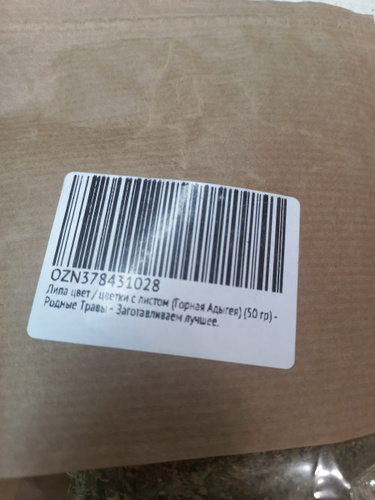 OZN378431028
Липа цвет / цветки с листом (Горная Адыгея) (50 гр) -
Родные Травы - Заготавливаем лучшее.